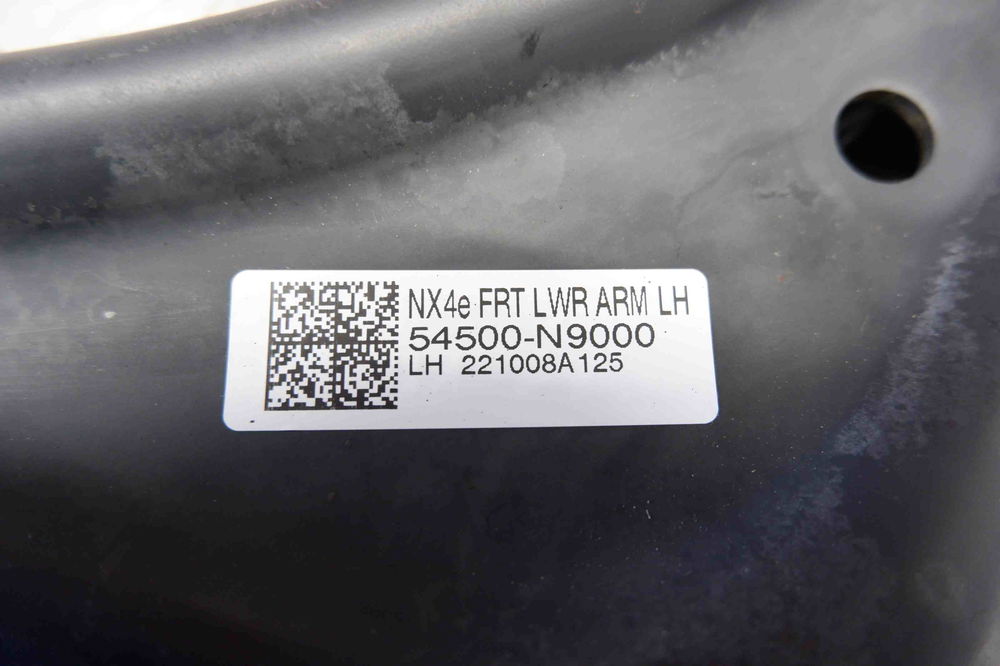 NX4e FRT LWR ARM LH
54500-N9000
LH 221008A125